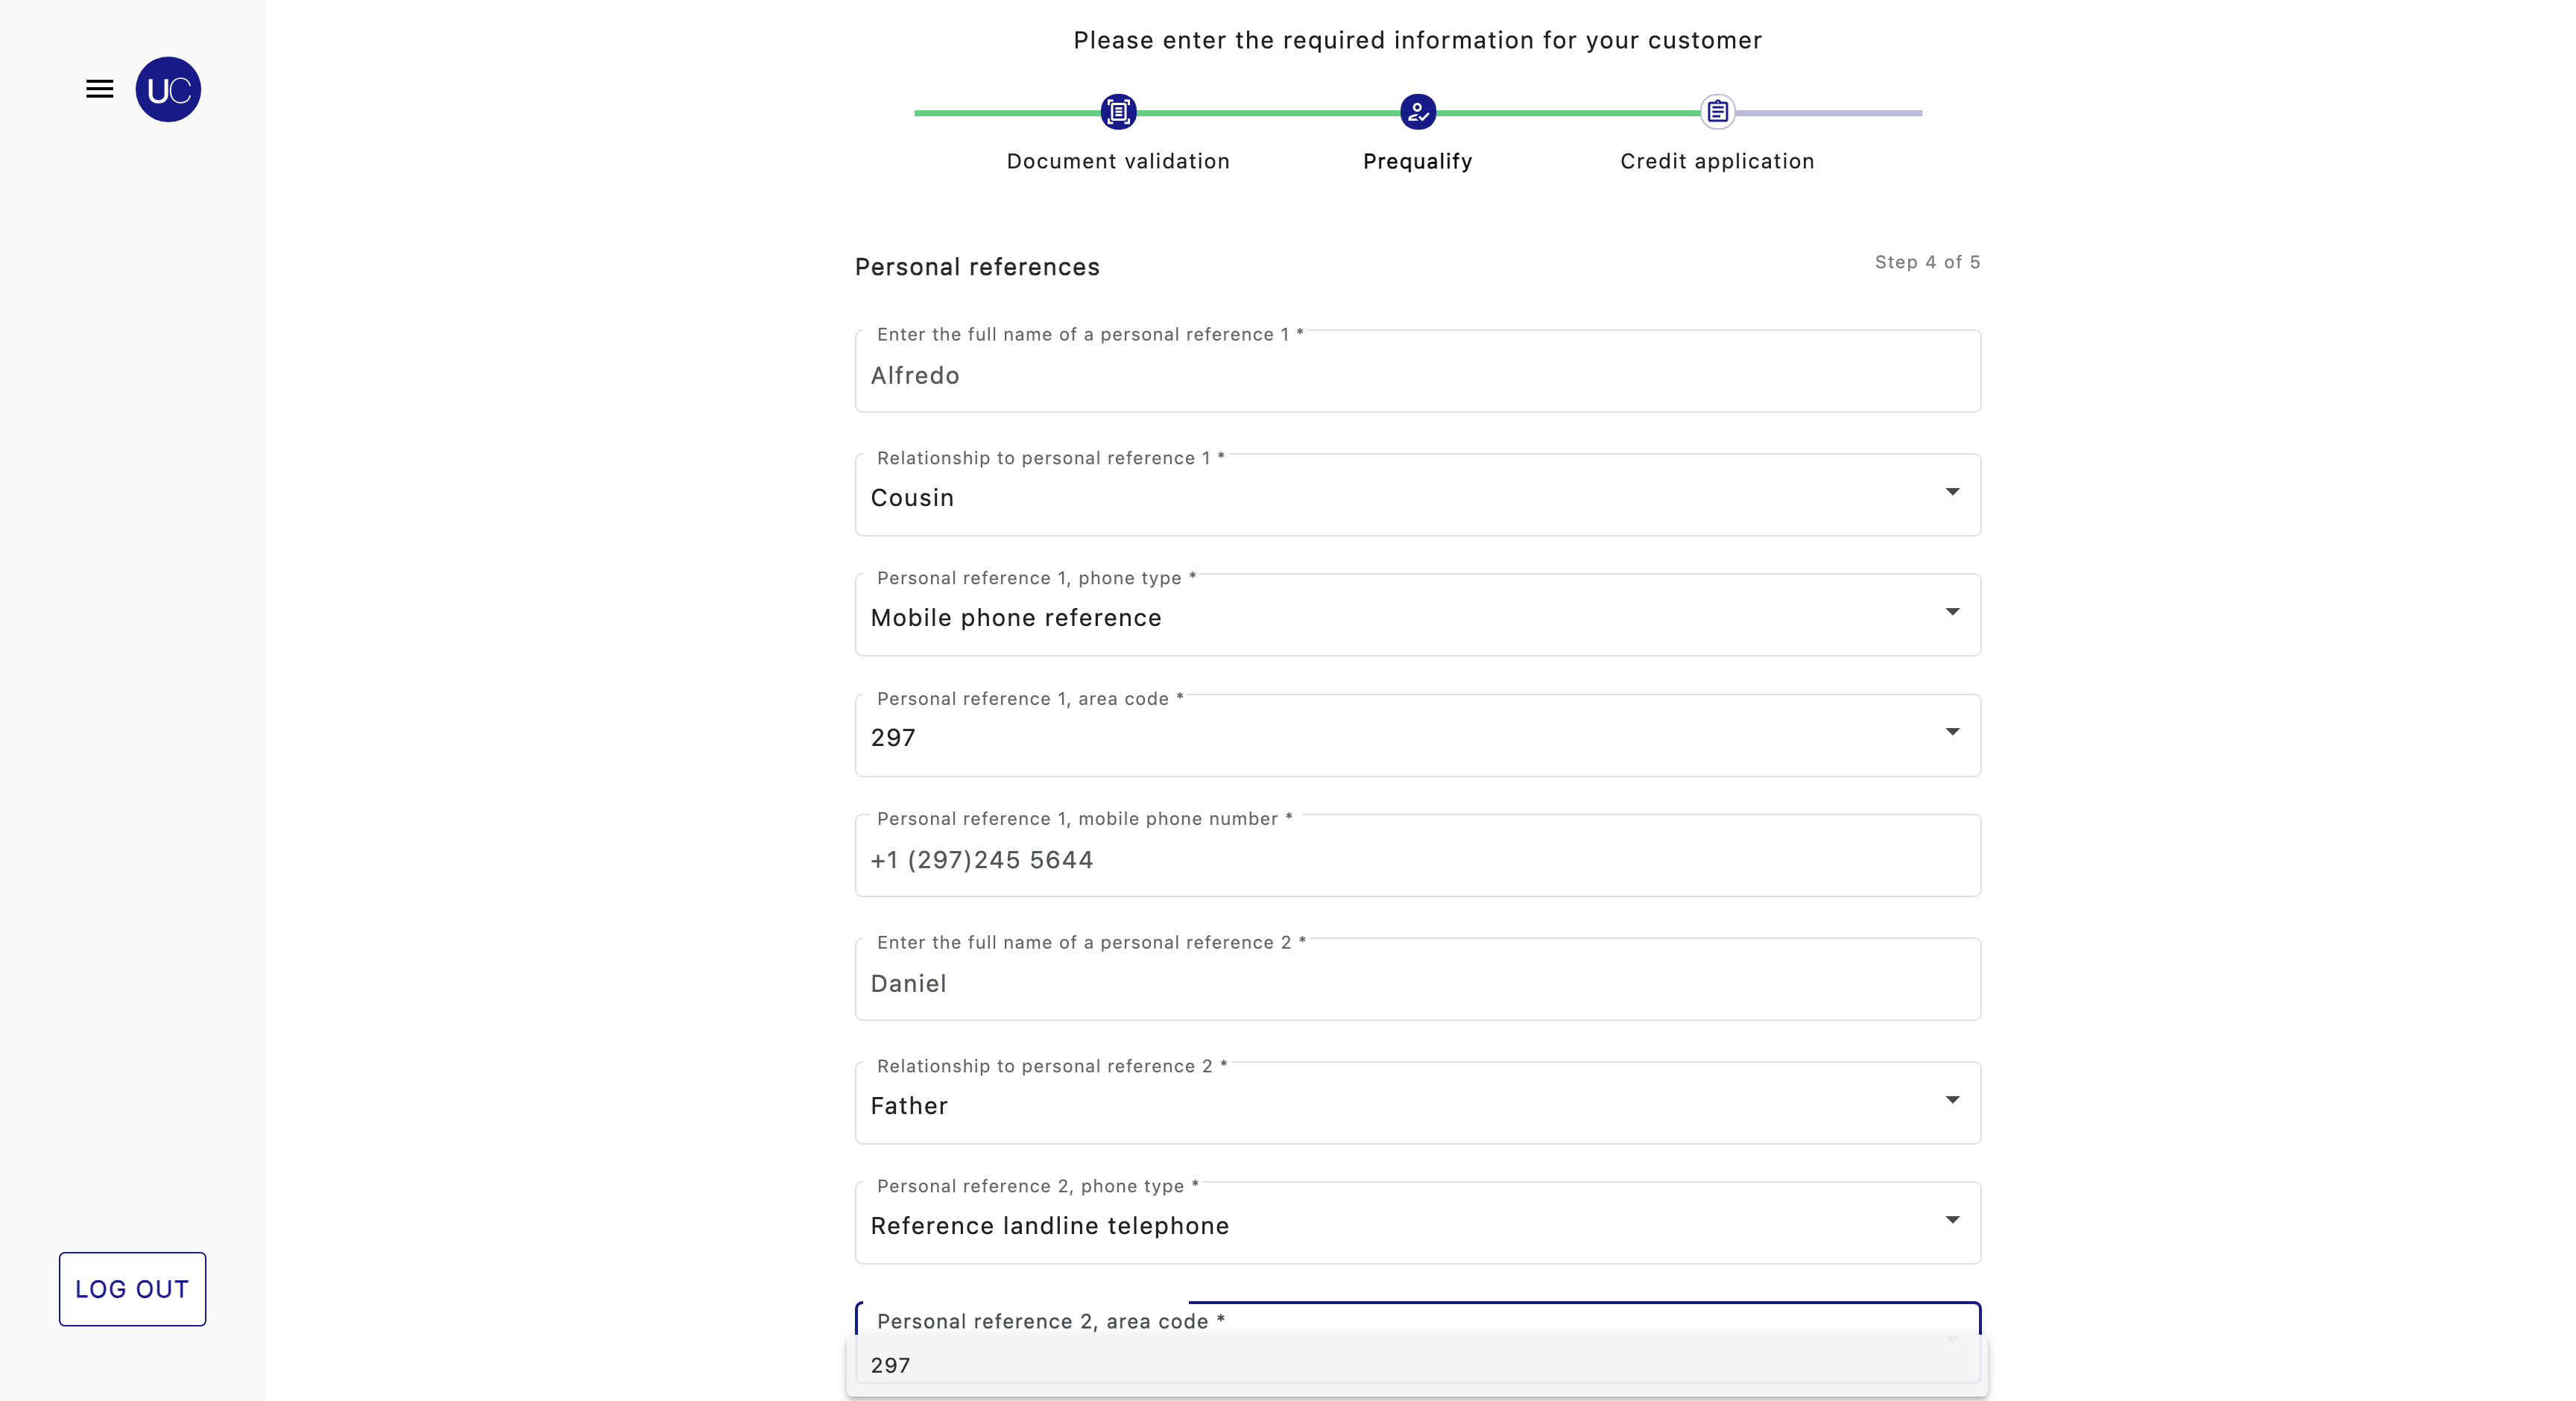 Please enter the required information for your customer
UC
Document validation
Prequalify
Credit application
Personal references
Step 4 of 5
Enter the full name of a personal reference 1 *
Alfredo
Relationship to personal reference 1 *
Cousin
Personal reference 1, phone type *
Mobile phone reference
Personal reference 1, area code *
297
Personal reference 1, mobile phone number *
+1 (297)245 5644
Enter the full name of a personal reference 2 *
Daniel
Relationship to personal reference 2 *
Father
Personal reference 2, phone type *
Reference landline telephone
LOG OUT
Personal reference 2, area code *
297